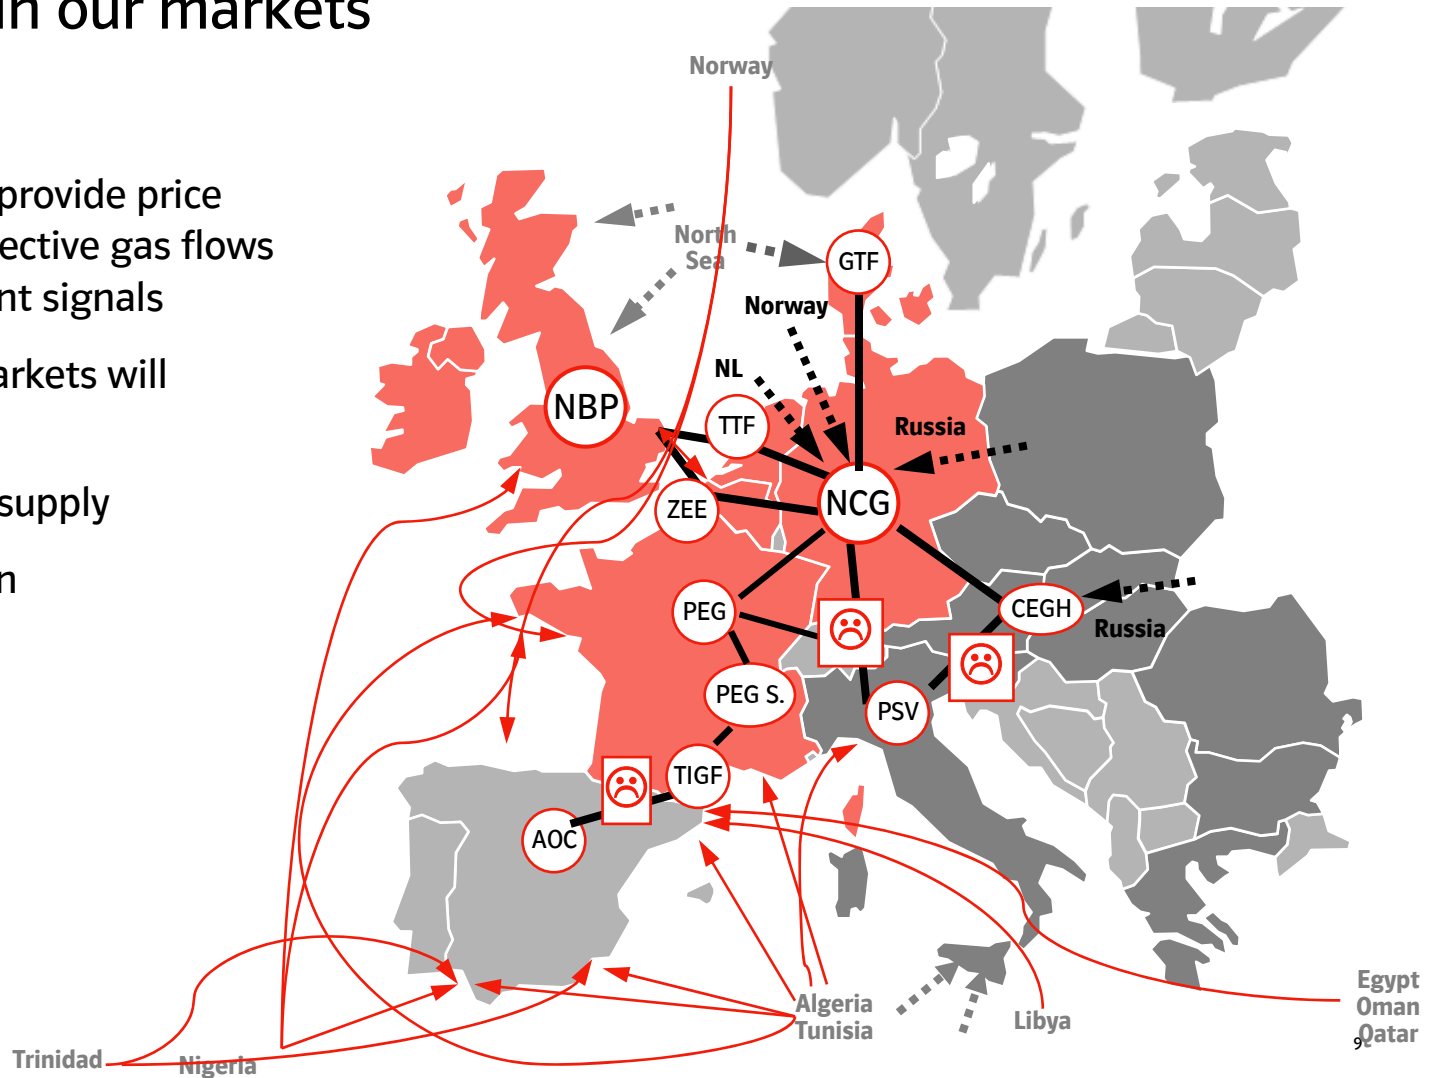 in our markets
provide price
ective gas flows
nt signals
arkets will
supply
n
Norway
North
Sea
GTF
Norway
NL
NBP
TTF
Russia
ZEE
NCG
PEG
CEGH
Russia
PEG S.
PSV
TIGF
AOC
Algeria
Tunisia
Libya
Egypt
Oman
Qatar
9
Trinidad
Nigeria